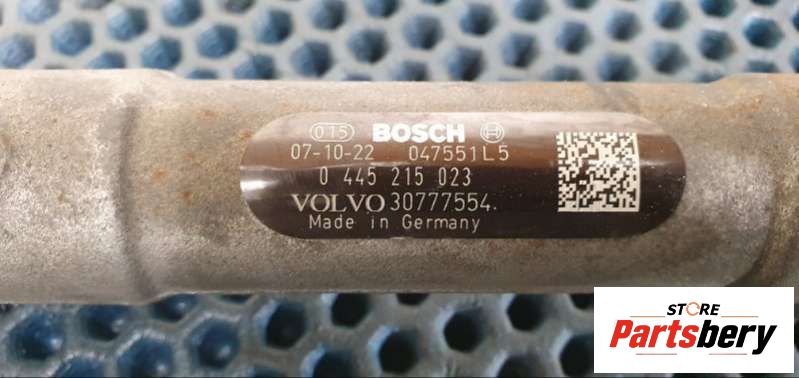 015 BOSCH
07-10-22 047551L5
0 445 215 023
VOLVO 30777554.
Made in Germany
STORE
Partsbery